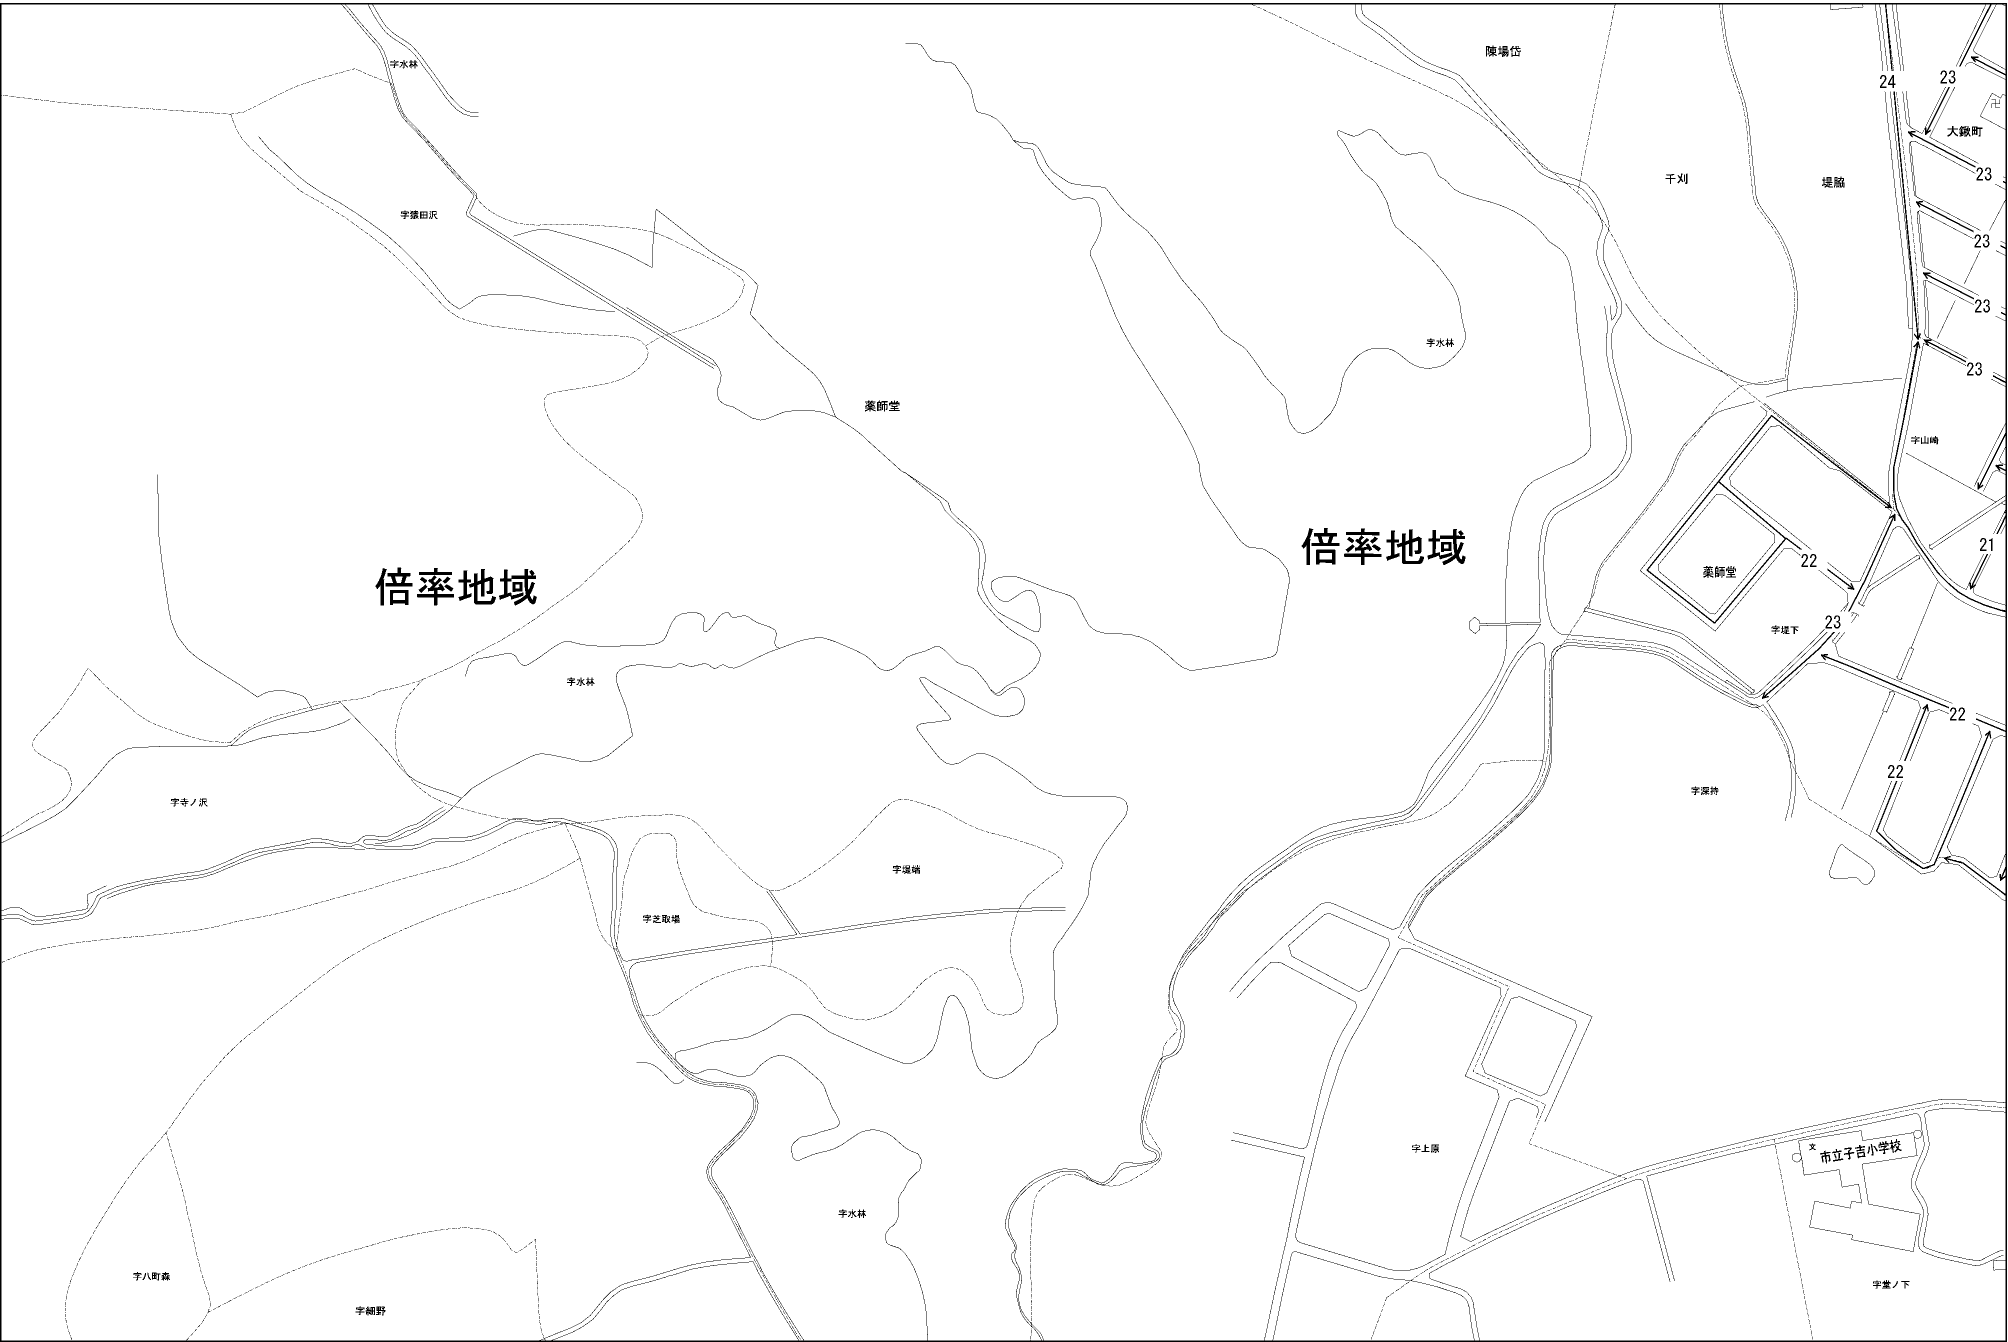 陳場岱
字水林
24
23
大鍬町
23
千刈
堤脇
字猿田沢
23
23
字水林
23
薬師堂
字山崎
倍率地域
倍率地域
21
22
薬師堂
23
字堤下
字水林
22
22
字寺ノ沢
字深持
字堤端
字芝取場
文
市立子吉小学校
字上原
字水林
字八町森
字細野
字堂ノ下